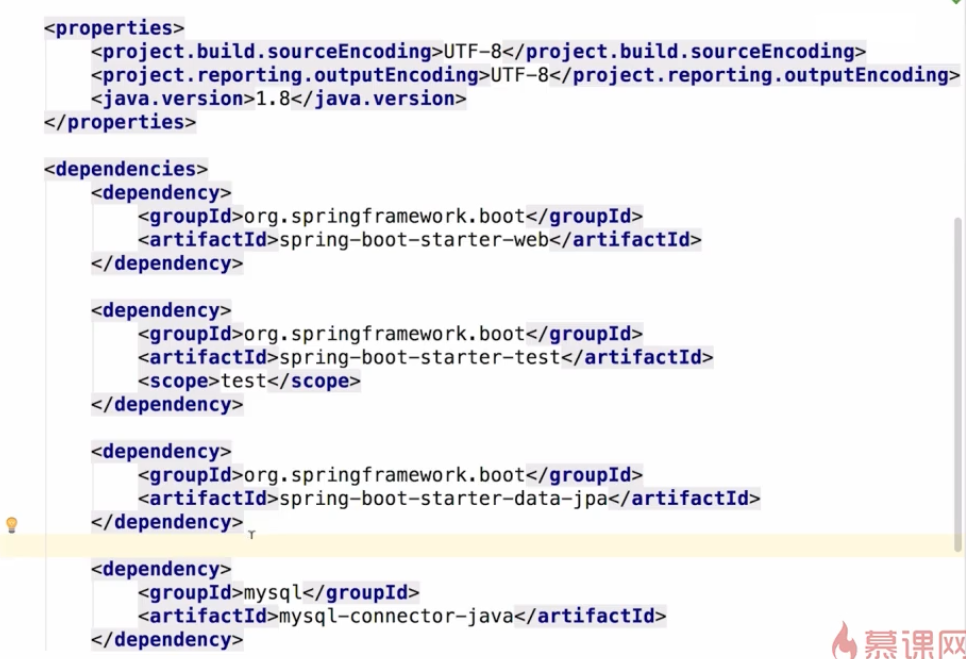 <properties>
<project.build.sourceEncoding>UTF-8</project.build.sourceEncoding>
<project.reporting.outputEncoding>UTF-8</project.reporting.outputEncoding>
<java.version>1.8</java.version>
</properties>
<dependencies>
<dependency>
<groupId>org.springframework.boot</groupId>
<artifactId>spring-boot-starter-web</artifactId>
</dependency>
<dependency>
<groupId>org.springframework.boot</groupId>
<artifactId>spring-boot-starter-test</artifactId>
<scope>test</scope>
</dependency>
<dependency>
<groupId>org.springframework.boot</groupId>
<artifactId>spring-boot-starter-data-jpa</artifactId>
</dependency>
<dependency>
<groupId>mysql</groupId>
<artifactId>mysql-connector-java</artifactId>
</dependency>
慕课网